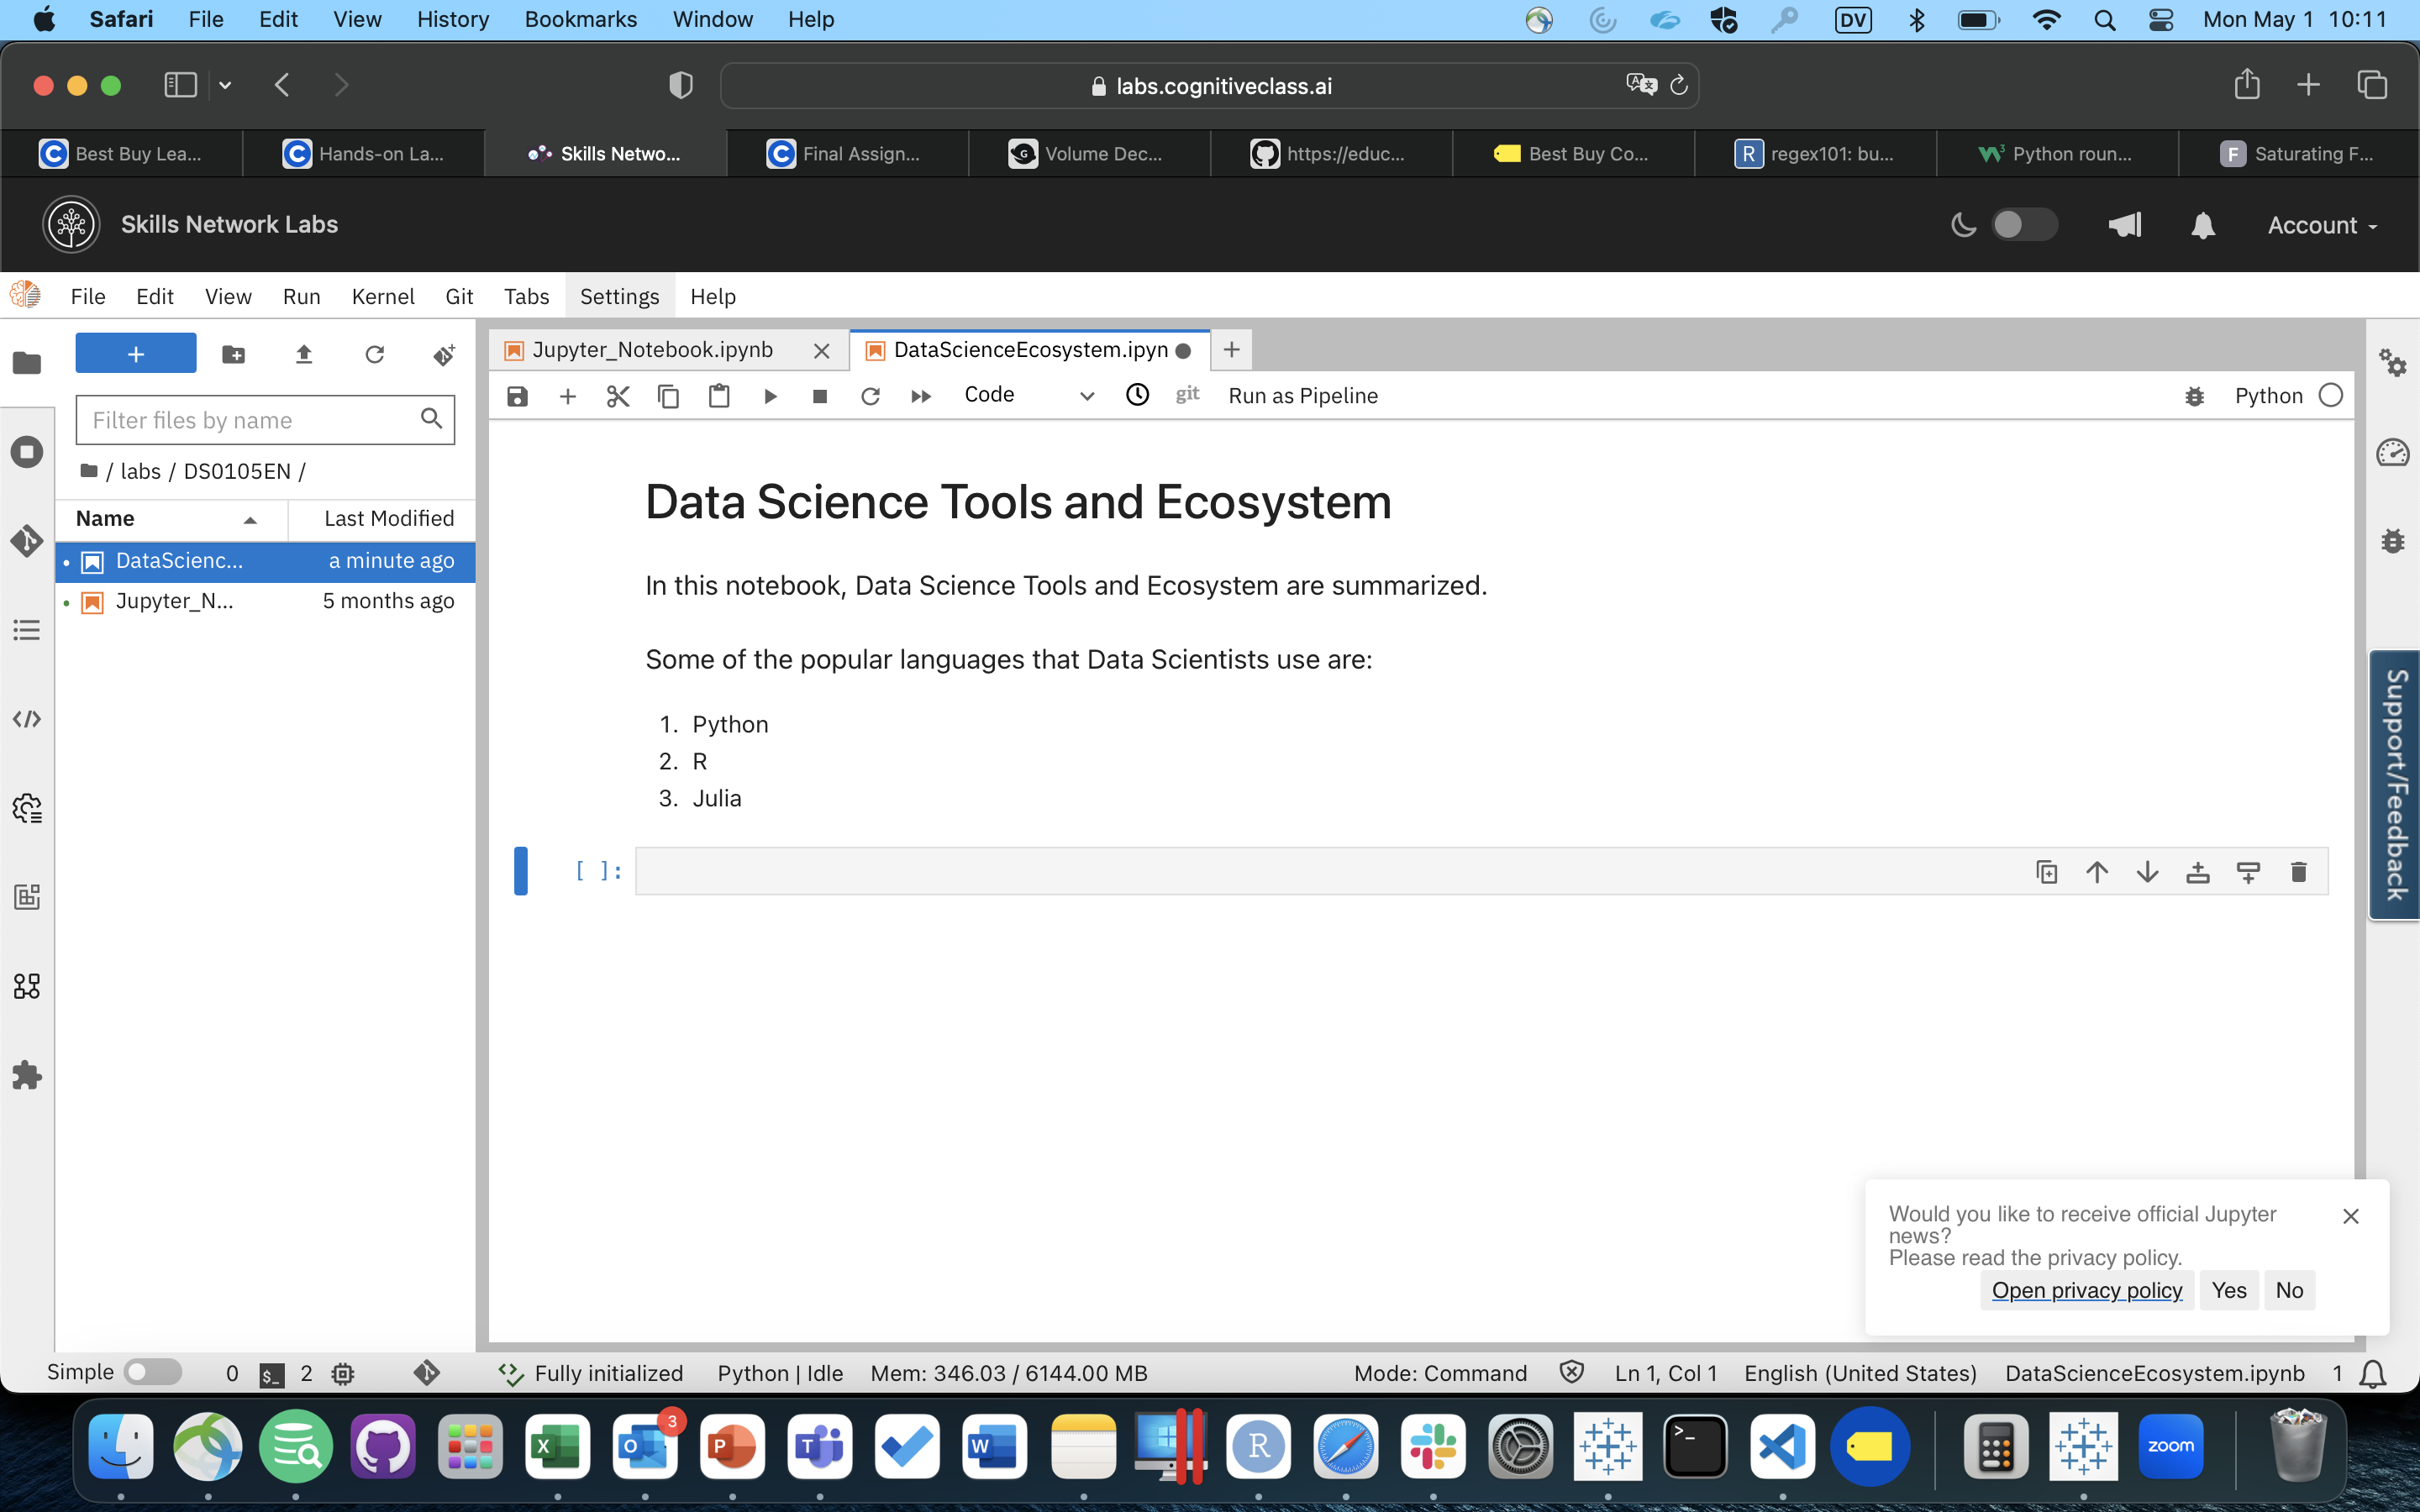 Safari File Edit View History Bookmarks Window Help DV Mon May 1 10:11
labs.cognitiveclass.ai
Best Buy Lea... Hands-on La... Skills Netwo... Final Assign... Volume Dec... https://educ... Best Buy Co... regex101: bu... Python roun... Saturating F...
Skills Network Labs Account
File Edit View Run Kernel Git Tabs Settings Help
Jupyter_Notebook.ipynb DataScienceEcosystem.ipyn
Code git Run as Pipeline Python
Filter files by name
/ labs / DS0105EN /
Name Last Modified
DataScienc... a minute ago
Jupyter_N... 5 months ago
Data Science Tools and Ecosystem
In this notebook, Data Science Tools and Ecosystem are summarized.
Some of the popular languages that Data Scientists use are:
1. Python
2. R
3. Julia
[ ]:
Support/Feedback
Would you like to receive official Jupyter
news?
Please read the privacy policy.
Open privacy policy Yes No
Simple 0 $_ 2 Fully initialized Python | Idle Mem: 346.03 / 6144.00 MB Mode: Command Ln 1, Col 1 English (United States) DataScienceEcosystem.ipynb 1
3
X O P T W R >_ zoom